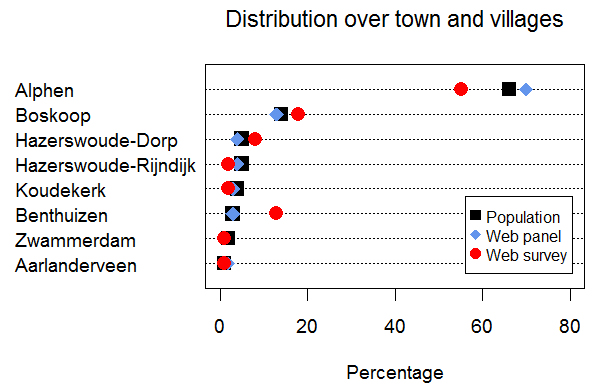 Distribution over town and villages
Alphen
Boskoop
Hazerswoude-Dorp
Hazerswoude-Rijndijk
Koudekerk
Benthuizen
Zwammerdam
Aarlanderveen
Population
Web panel
Web survey
0 20 40 60 80
Percentage